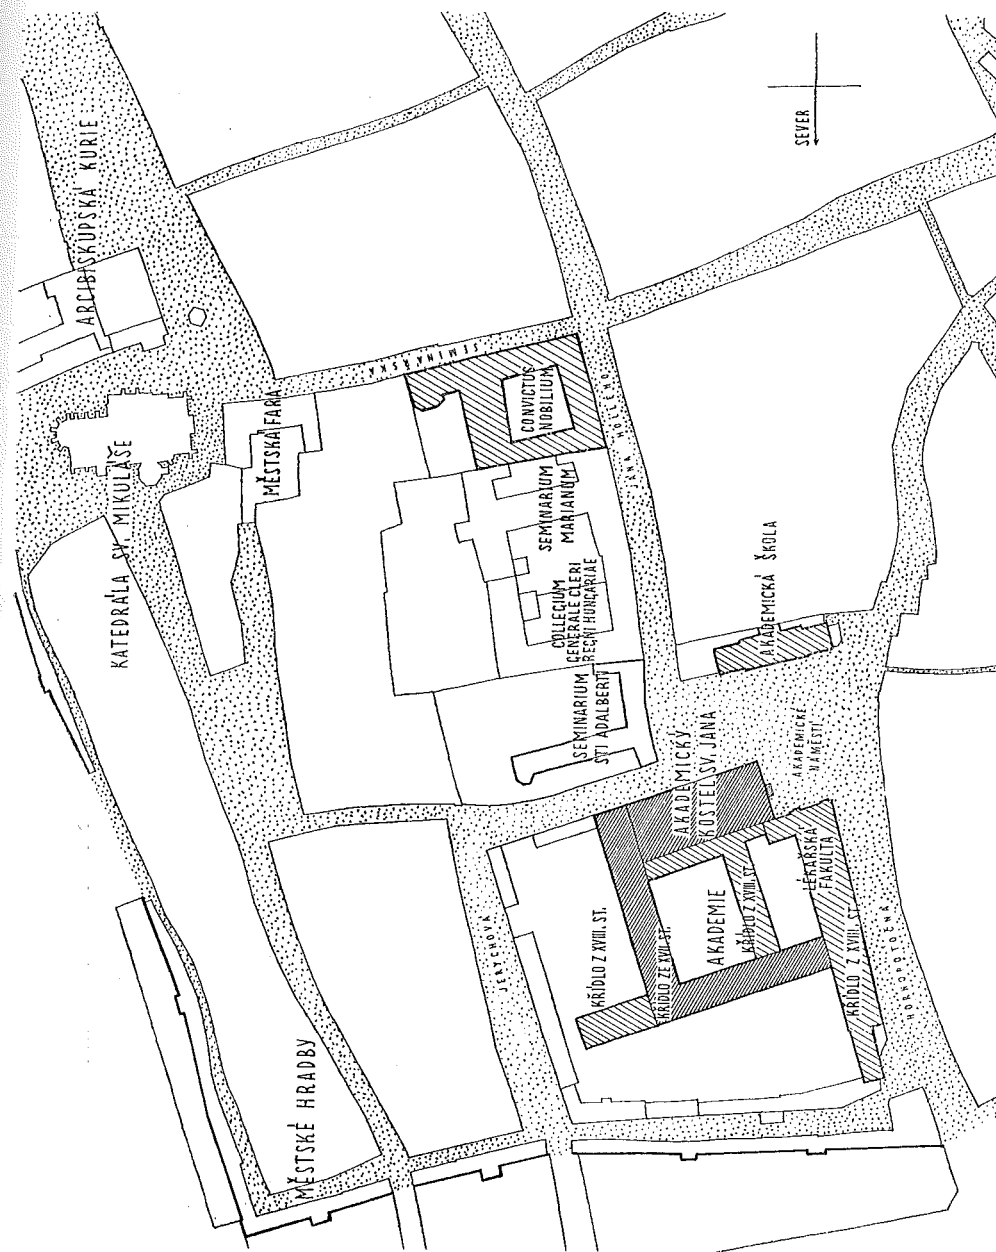 SEVER
ARCIBISKUPSKÁ KURIE
KATEDRÁLA SV. MIKULÁŠE
MĚSTSKÁ FARA
SEMINÁRSKÁ
CONVICTUS
NOBILIUM
JÁNA HOLLÉHO
SEMINARIUM
MARIANUM
COLLEGIUM
GENERALE CLERI
REGNI HUNGARIAE
SEMINARIUM
STI ADALBERTI
AKADEMICKÁ ŠKOLA
AKADEMICKÉ
NÁMĚSTÍ
AKADEMICKÝ
KOSTEL SV. JANA
LÉKAŘSKÁ
FAKULTA
AKADEMIE
KŘÍDLO Z XVIII. ST.
KŘÍDLO Z XVIII. ST.
KŘÍDLO ZE XVII. ST.
KŘÍDLO Z XVIII. ST.
JERYCHOVA
HORNOPOTOČNÁ
MĚSTSKÉ HRADBY